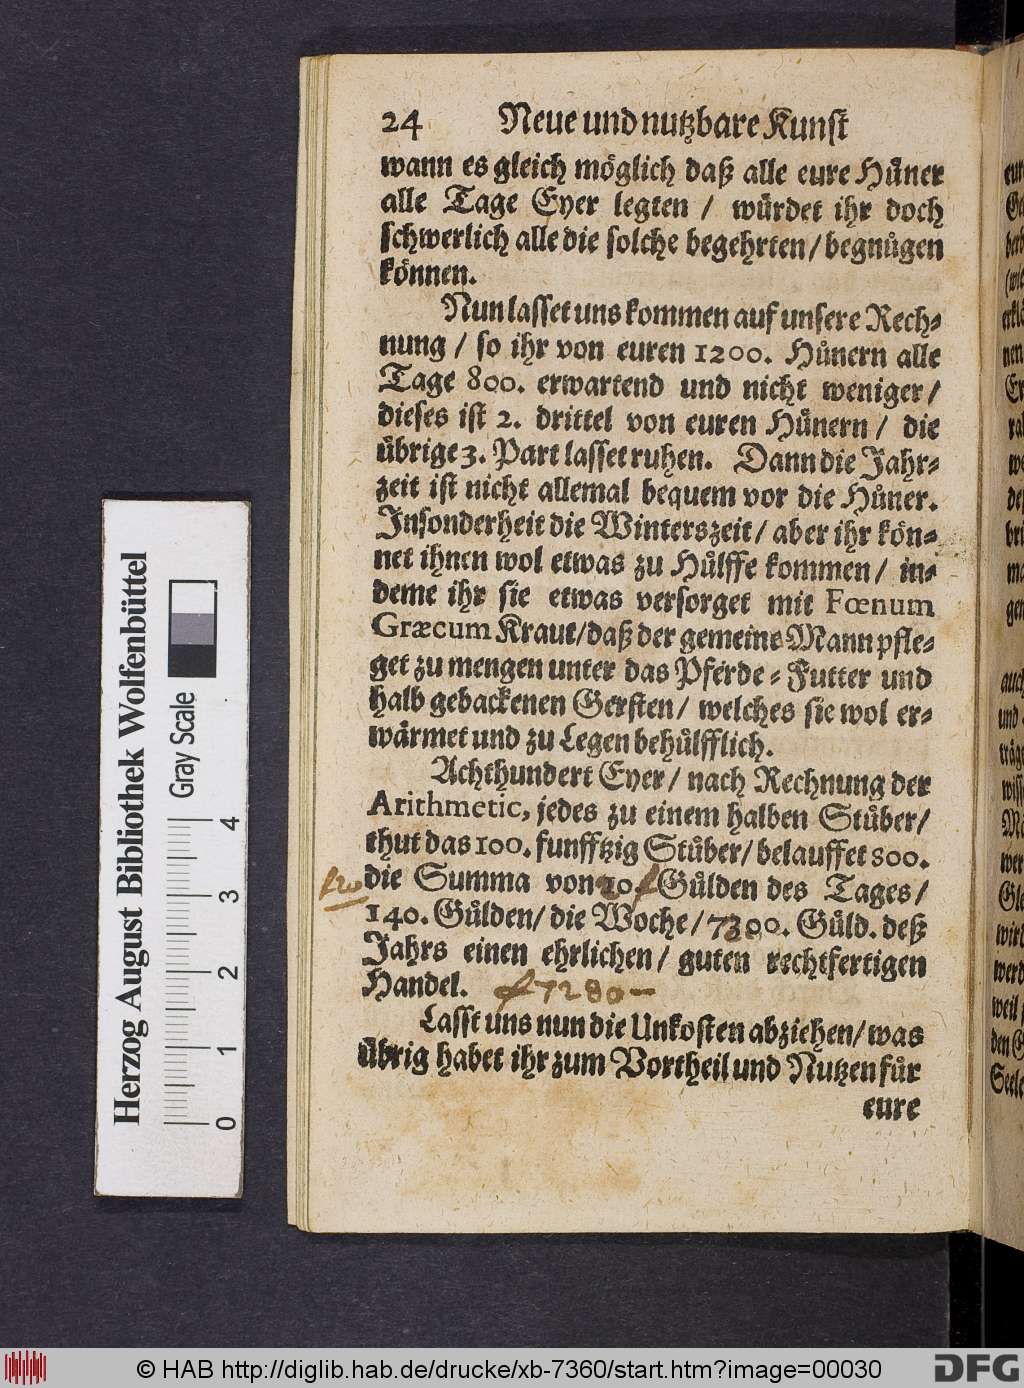 24 Neue und nutzbare Kunst
wann es gleich möglich daß alle eure Hüner
alle Tage Eyer legten / würdet ihr doch
schwerlich alle die solche begehrten / begnügen
können.
Nun lasset uns kommen auf unsere Rech-
nung / so ihr von euren 1200. Hünern alle
Tage 800. erwartend und nicht weniger /
dieses ist 2. drittel von euren Hünern / die
übrige 3. Part lasset ruhen. Dann die Jahr-
zeit ist nicht allemal bequem vor die Hüner.
Insonderheit die Winterszeit / aber ihr kön-
net ihnen wol etwas zu Hülffe kommen / in-
deme ihr sie etwas versorget mit Fœnum
Græcum Kraut / daß der gemeine Mann pfle-
get zu mengen unter das Pferde-Futter und
halb gebackenen Gersten / welches sie wol er-
wärmet und zu Legen behülfflich.
Achthundert Eyer / nach Rechnung der
Arithmetic, jedes zu einem halben Stüber /
thut das 100. funfftzig Stüber / belauffet 800.
die Summa von 20 f Gülden des Tages /
140. Gülden / die Woche / 7300. Güld. deß
Jahrs einen ehrlichen / guten rechtfertigen
Handel. f 7280 –
Lasst uns nun die Unkosten abziehen / was
übrig habet ihr zum Vortheil und Nutzen für
eure
f 20
Herzog August Bibliothek Wolfenbüttel
Gray Scale
0 1 2 3 4
© HAB http://diglib.hab.de/drucke/xb-7360/start.htm?image=00030
DFG